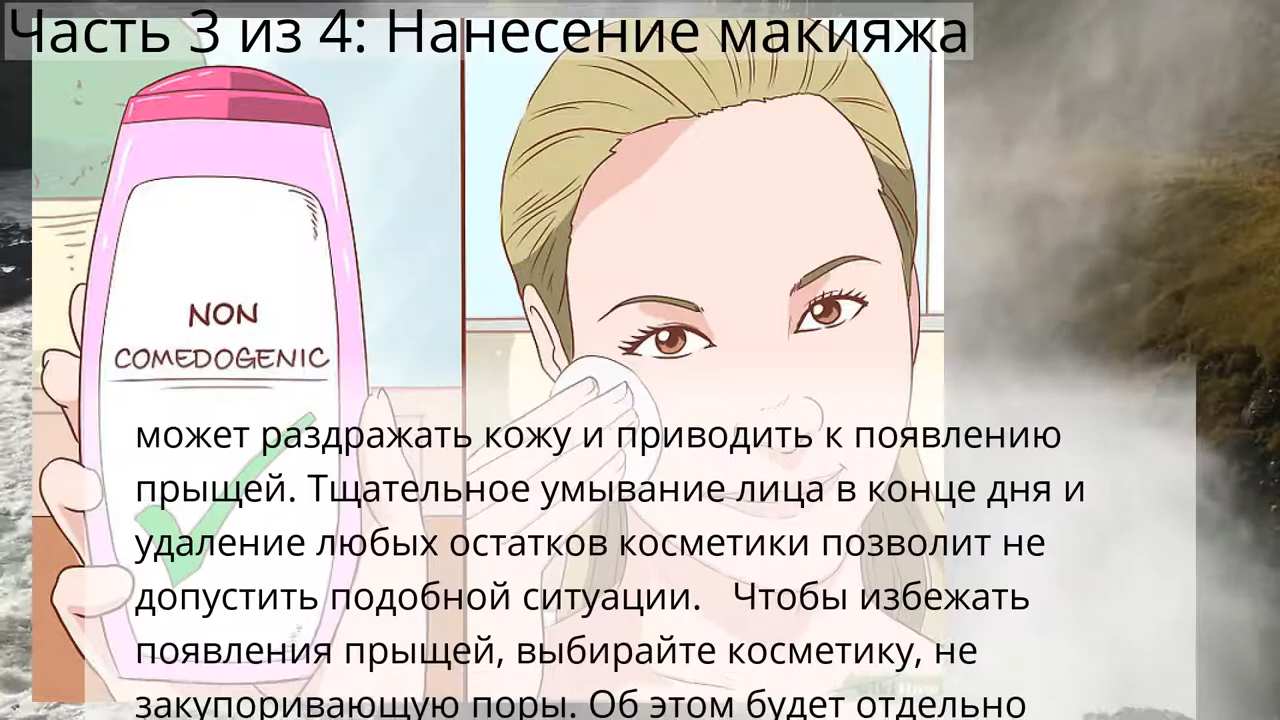 Часть 3 из 4: Нанесение макияжа
NON
COMEDOGENIC
может раздражать кожу и приводить к появлению
прыщей. Тщательное умывание лица в конце дня и
удаление любых остатков косметики позволит не
допустить подобной ситуации. Чтобы избежать
появления прыщей, выбирайте косметику, не
закупоривающую поры. Об этом будет отдельно